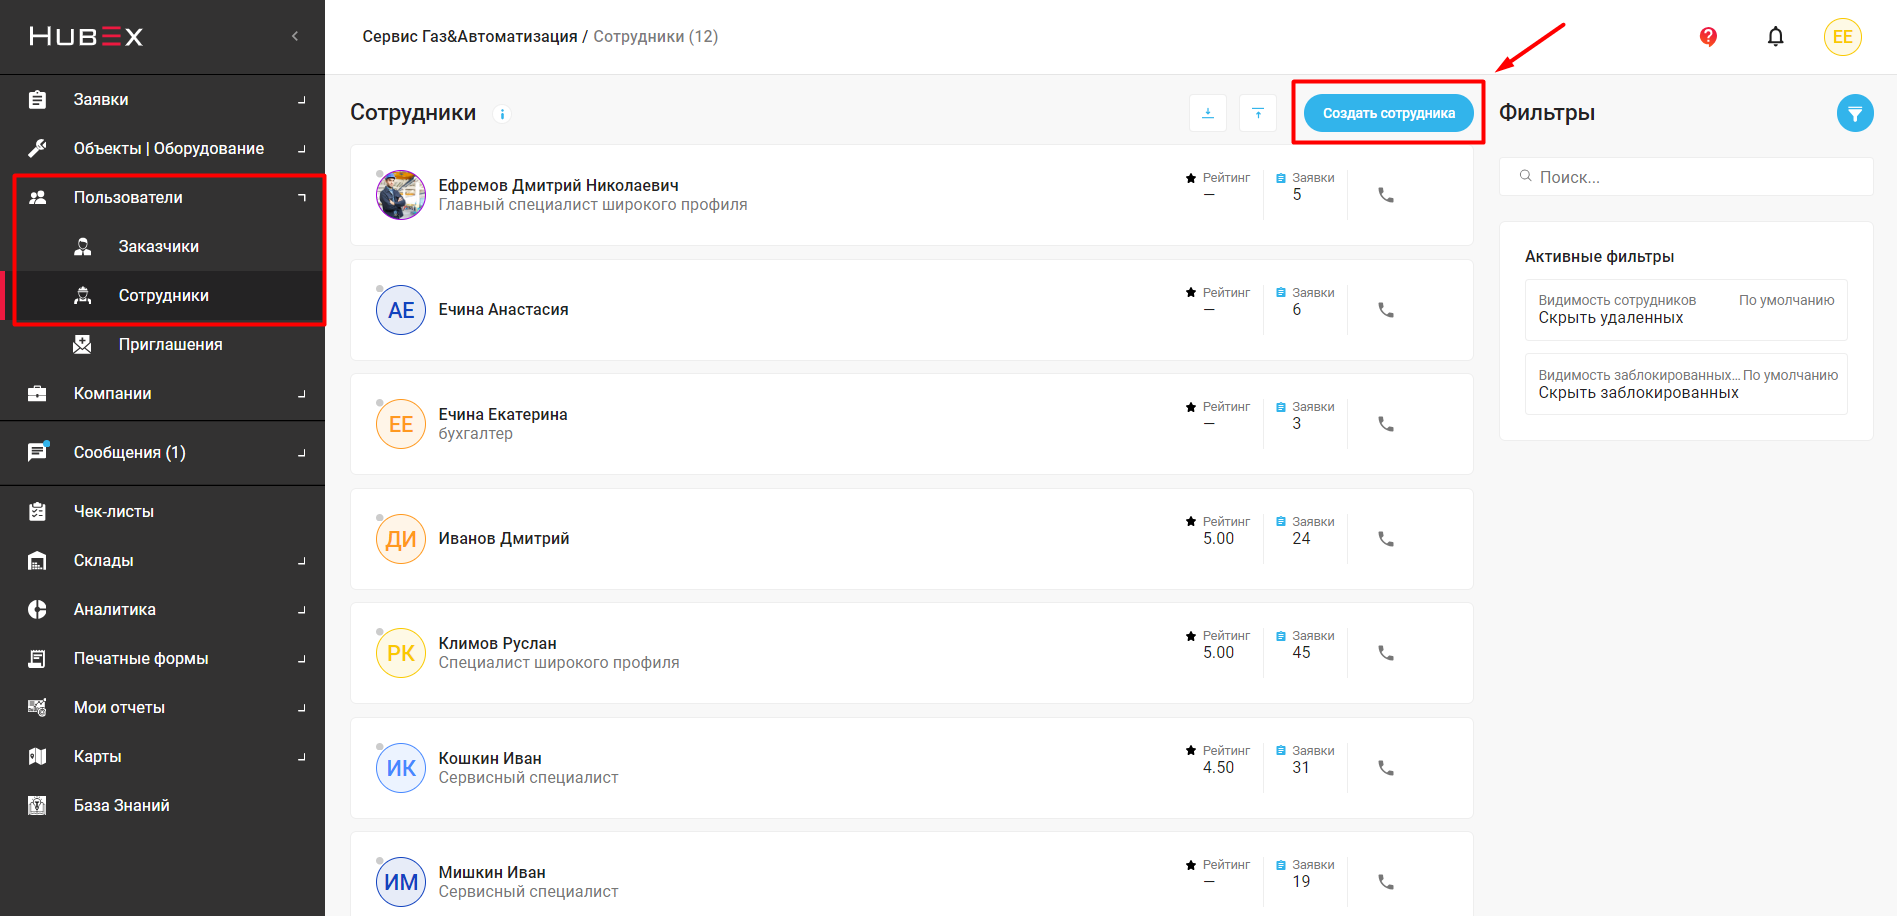 HUBEX
Заявки
Объекты | Оборудование
Пользователи
Заказчики
Сотрудники
Приглашения
Компании
Сообщения (1)
Чек-листы
Склады
Аналитика
Печатные формы
Мои отчеты
Карты
База Знаний
Сервис Газ&Автоматизация / Сотрудники (12)
EE
Сотрудники
Создать сотрудника
Ефремов Дмитрий Николаевич
Главный специалист широкого профиля
Рейтинг
—
Заявки
5
АЕ
Ечина Анастасия
Рейтинг
—
Заявки
6
ЕЕ
Ечина Екатерина
бухгалтер
Рейтинг
—
Заявки
3
ДИ
Иванов Дмитрий
Рейтинг
5.00
Заявки
24
РК
Климов Руслан
Специалист широкого профиля
Рейтинг
5.00
Заявки
45
ИК
Кошкин Иван
Сервисный специалист
Рейтинг
4.50
Заявки
31
ИМ
Мишкин Иван
Сервисный специалист
Рейтинг
—
Заявки
19
Фильтры
Поиск...
Активные фильтры
Видимость сотрудников По умолчанию
Скрыть удаленных
Видимость заблокированных... По умолчанию
Скрыть заблокированных